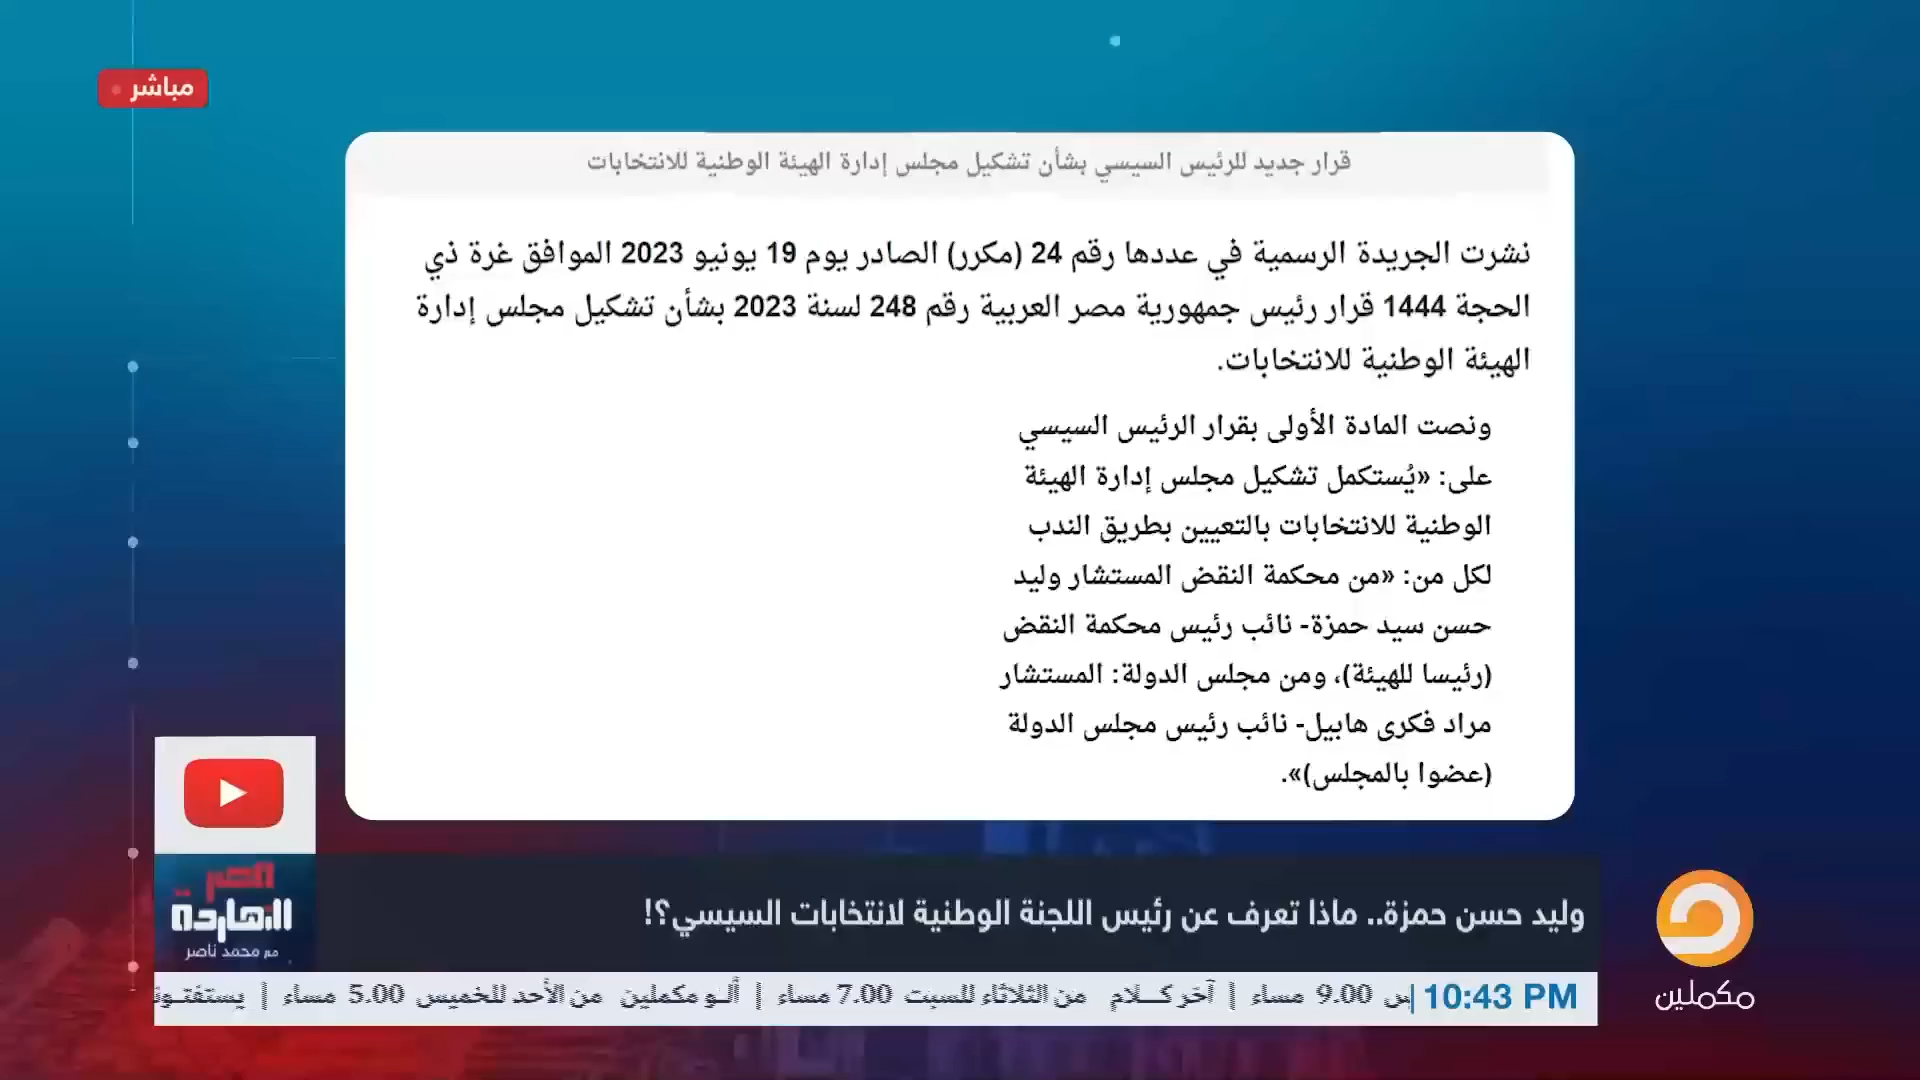 مباشر
قرار جديد للرئيس السيسي بشأن تشكيل مجلس إدارة الهيئة الوطنية للانتخابات
نشرت الجريدة الرسمية في عددها رقم 24 (مكرر) الصادر يوم 19 يونيو 2023 الموافق غرة ذي
الحجة 1444 قرار رئيس جمهورية مصر العربية رقم 248 لسنة 2023 بشأن تشكيل مجلس إدارة
الهيئة الوطنية للانتخابات.
ونصت المادة الأولى بقرار الرئيس السيسي
على: «يُستكمل تشكيل مجلس إدارة الهيئة
الوطنية للانتخابات بالتعيين بطريق الندب
لكل من: «من محكمة النقض المستشار وليد
حسن سيد حمزة- نائب رئيس محكمة النقض
(رئيسا للهيئة)، ومن مجلس الدولة: المستشار
مراد فكرى هابيل- نائب رئيس مجلس الدولة
(عضوا بالمجلس)».
مصر
النهاردة
مع محمد ناصر
وليد حسن حمزة.. ماذا تعرف عن رئيس اللجنة الوطنية لانتخابات السيسي؟!
10:43 PM
9.00 مساء | آخر كـــلام من الثلاثاء للسبت 7.00 مساء | ألــو مكملين من الأحد للخميس 5.00 مساء |
مكملين